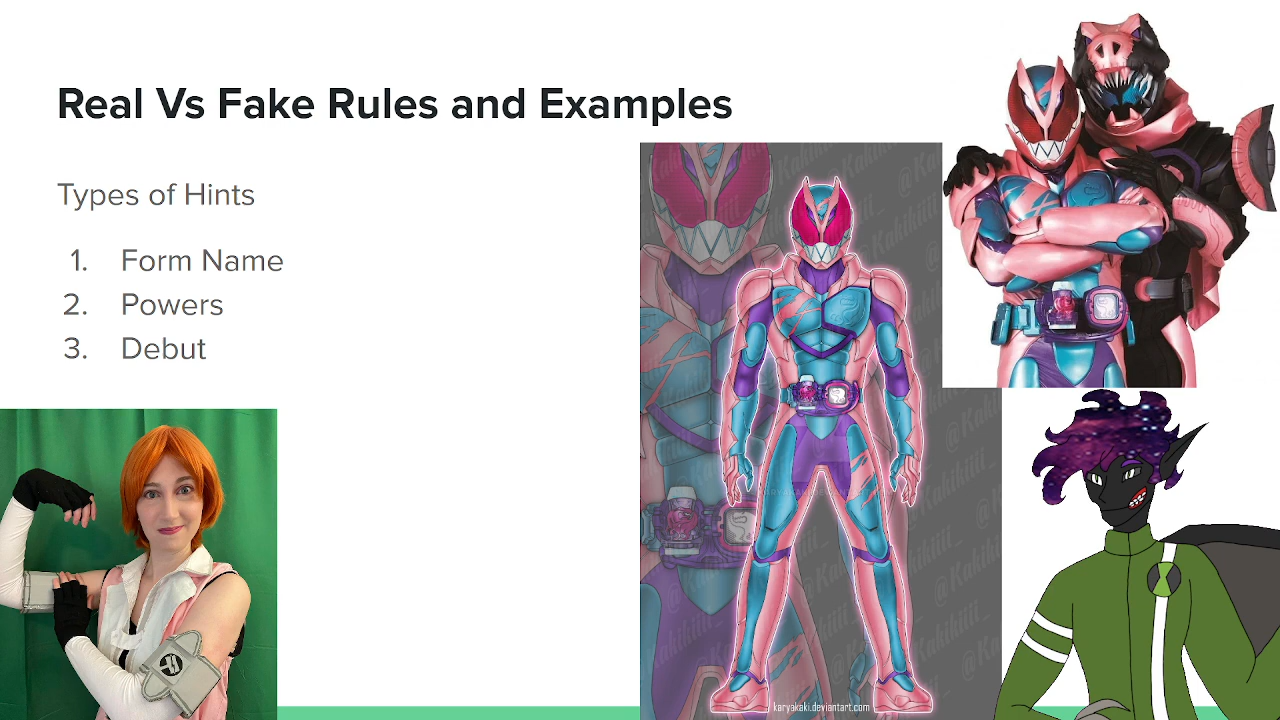 Real Vs Fake Rules and Examples
Types of Hints
1. Form Name
2. Powers
3. Debut
@Kakikiiii_
karyakaki.deviantart.com